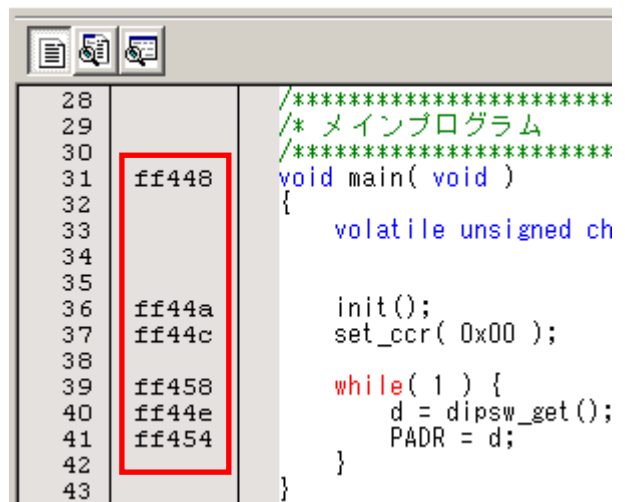 28 /***********************
29 /* メインプログラム
30 /***********************
31 ff448 void main( void )
32 {
33 volatile unsigned ch
34
35
36 ff44a init();
37 ff44c set_ccr( 0x00 );
38
39 ff458 while( 1 ) {
40 ff44e d = dipsw_get();
41 ff454 PADR = d;
42 }
43 }